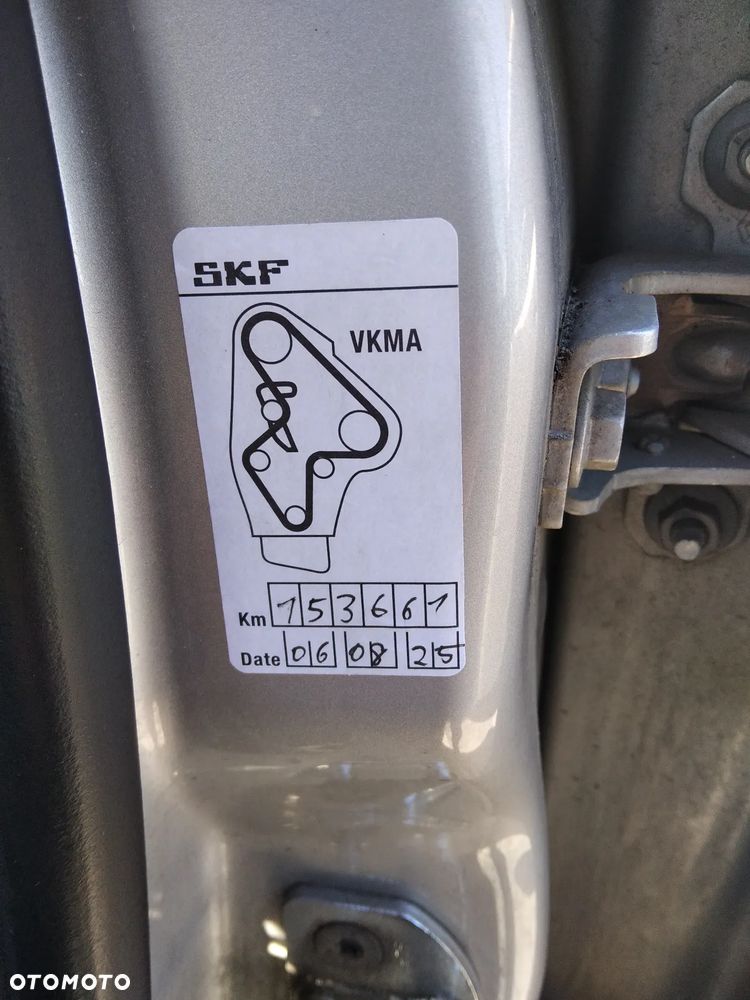 SKF
VKMA
Km 153661
Date 06 08 25
OTOMOTO